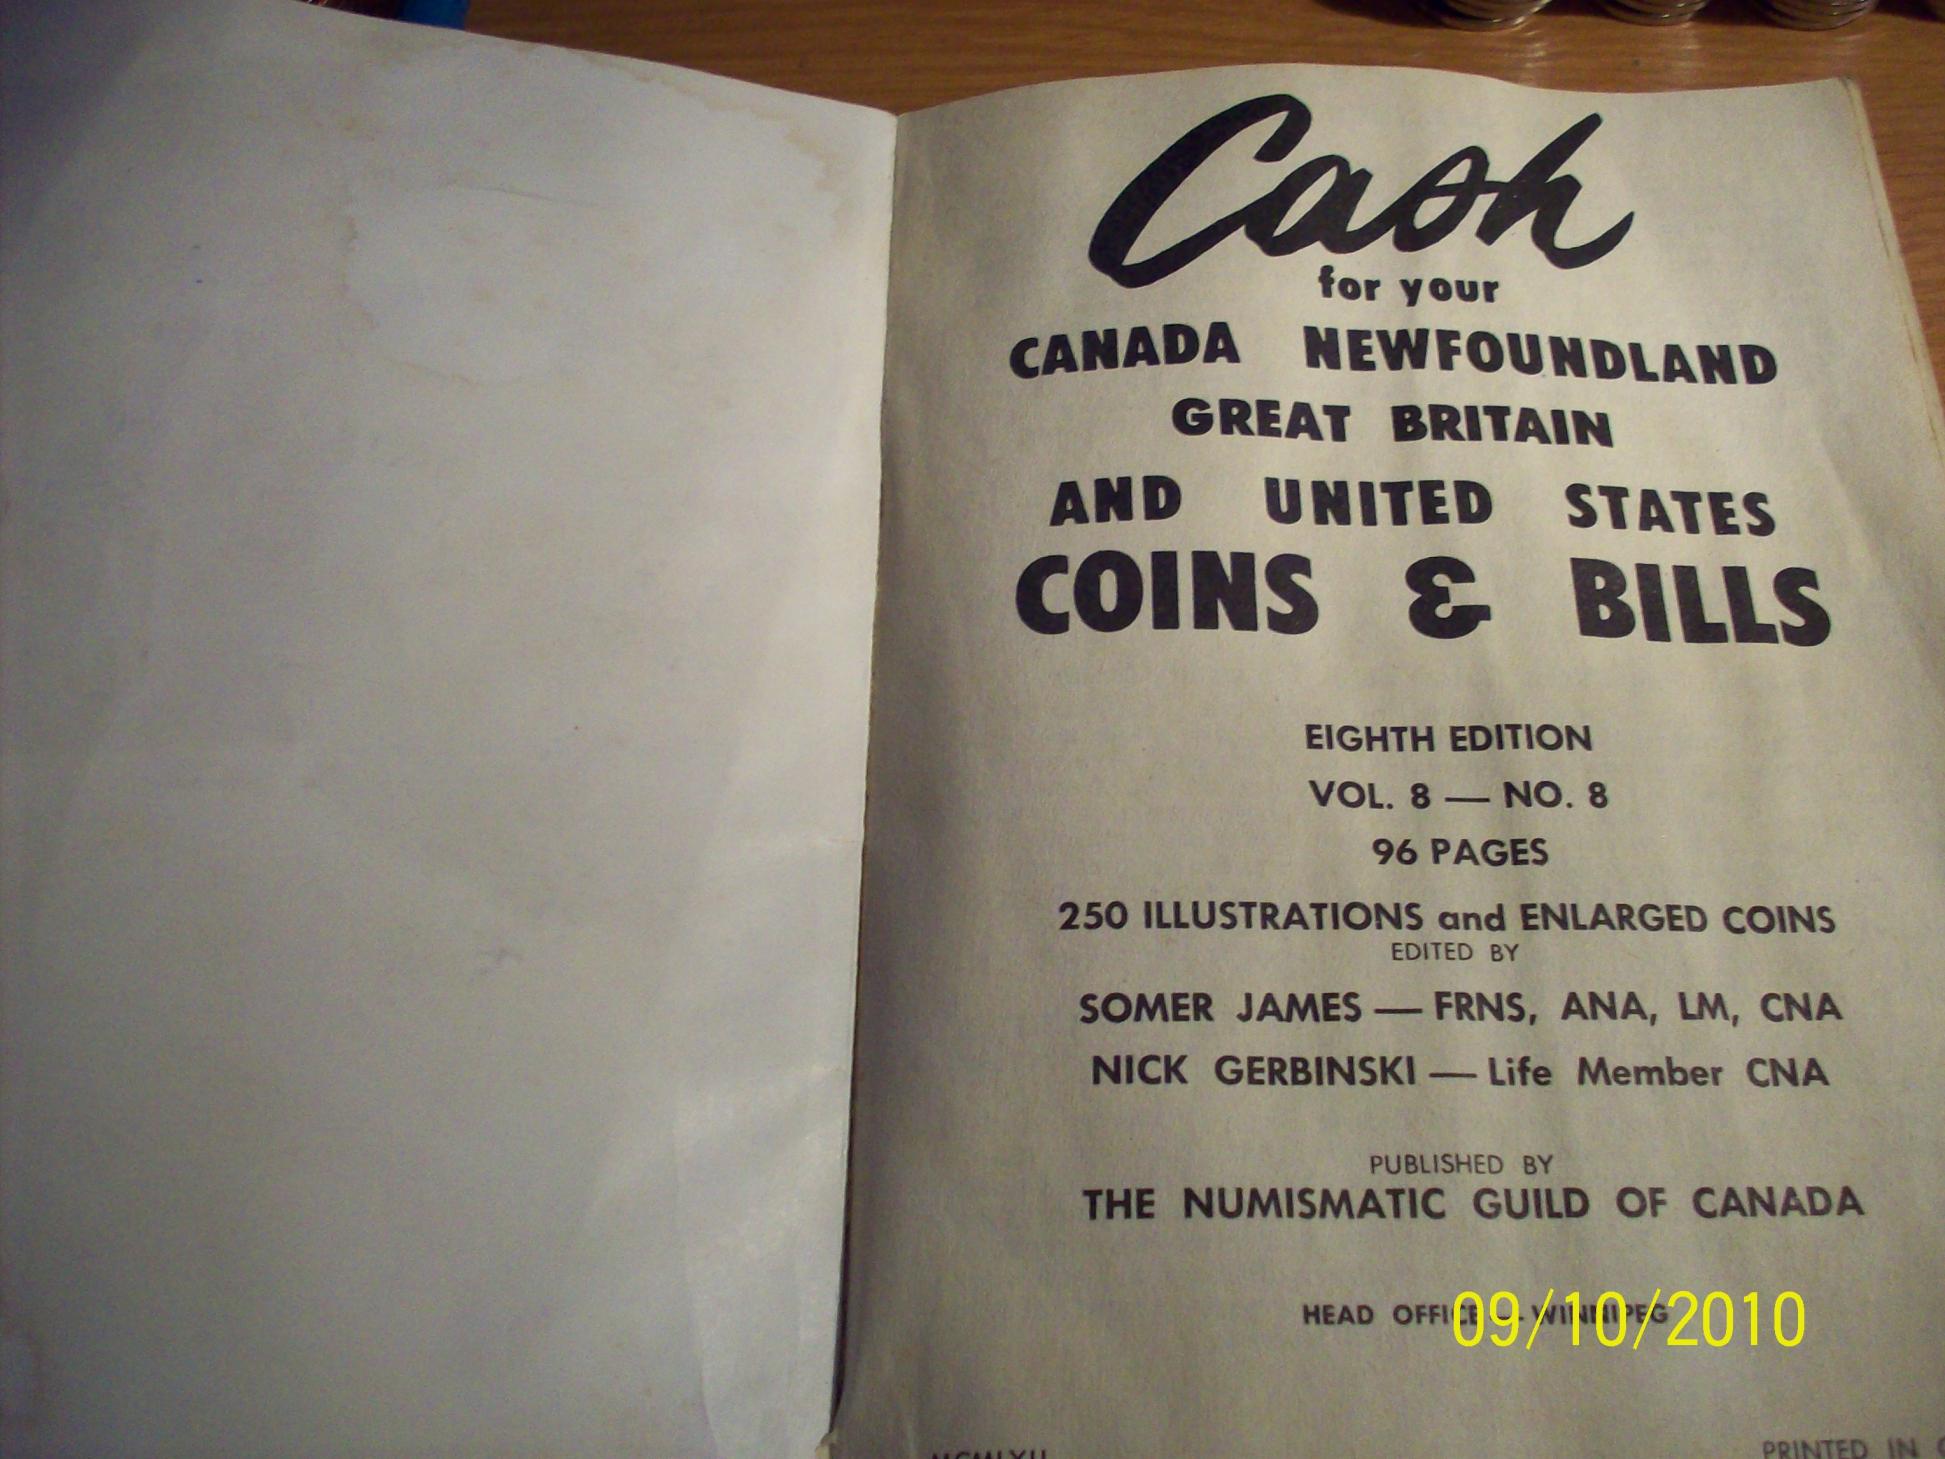 Cash
for your
CANADA NEWFOUNDLAND
GREAT BRITAIN
AND UNITED STATES
COINS & BILLS
EIGHTH EDITION
VOL. 8 — NO. 8
96 PAGES
250 ILLUSTRATIONS and ENLARGED COINS
EDITED BY
SOMER JAMES — FRNS, ANA, LM, CNA
NICK GERBINSKI — Life Member CNA
PUBLISHED BY
THE NUMISMATIC GUILD OF CANADA
HEAD OFFICE — WINNIPEG
09/10/2010
PRINTED IN